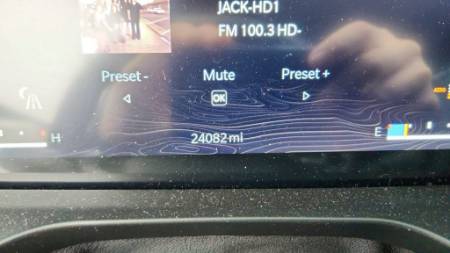 JACK-HD1
FM 100.3 HD-
Preset - Mute Preset +
OK
H 24082 mi E